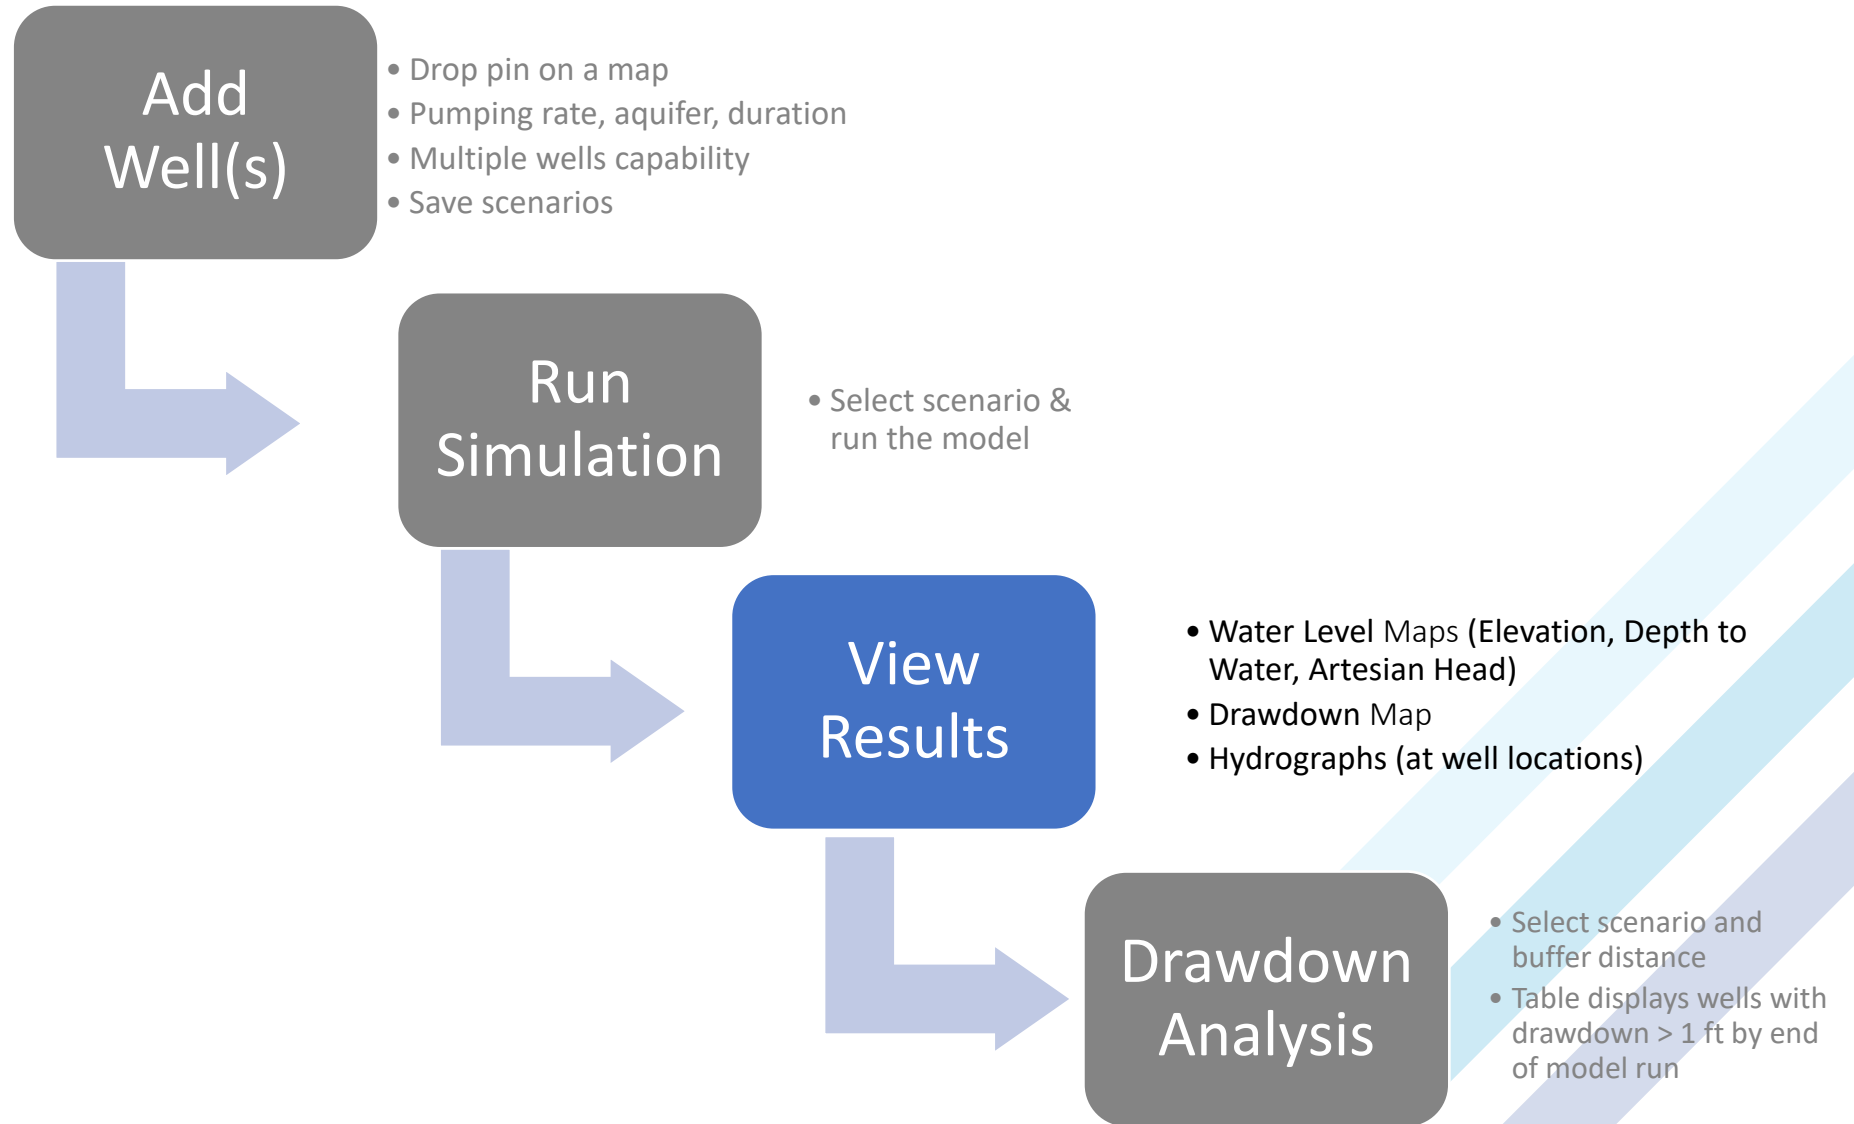 Add
Well(s)
• Drop pin on a map
• Pumping rate, aquifer, duration
• Multiple wells capability
• Save scenarios
Run
Simulation
• Select scenario &
run the model
View
Results
• Water Level Maps (Elevation, Depth to
Water, Artesian Head)
• Drawdown Map
• Hydrographs (at well locations)
Drawdown
Analysis
• Select scenario and
buffer distance
• Table displays wells with
drawdown > 1 ft by end
of model run